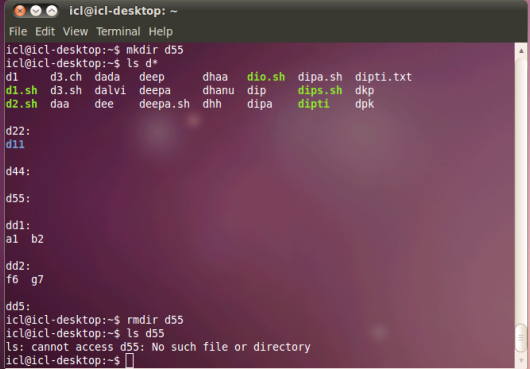 icl@icl-desktop: ~
File Edit View Terminal Help
icl@icl-desktop:~$ mkdir d55
icl@icl-desktop:~$ ls d*
d1 d3.ch dada deep dhaa dio.sh dipa.sh dipti.txt
d1.sh d3.sh dalvi deepa dhanu dip dips.sh dkp
d2.sh daa dee deepa.sh dhh dipa dipti dpk
d22:
d11
d44:
d55:
dd1:
a1 b2
dd2:
f6 g7
dd5:
icl@icl-desktop:~$ rmdir d55
icl@icl-desktop:~$ ls d55
ls: cannot access d55: No such file or directory
icl@icl-desktop:~$